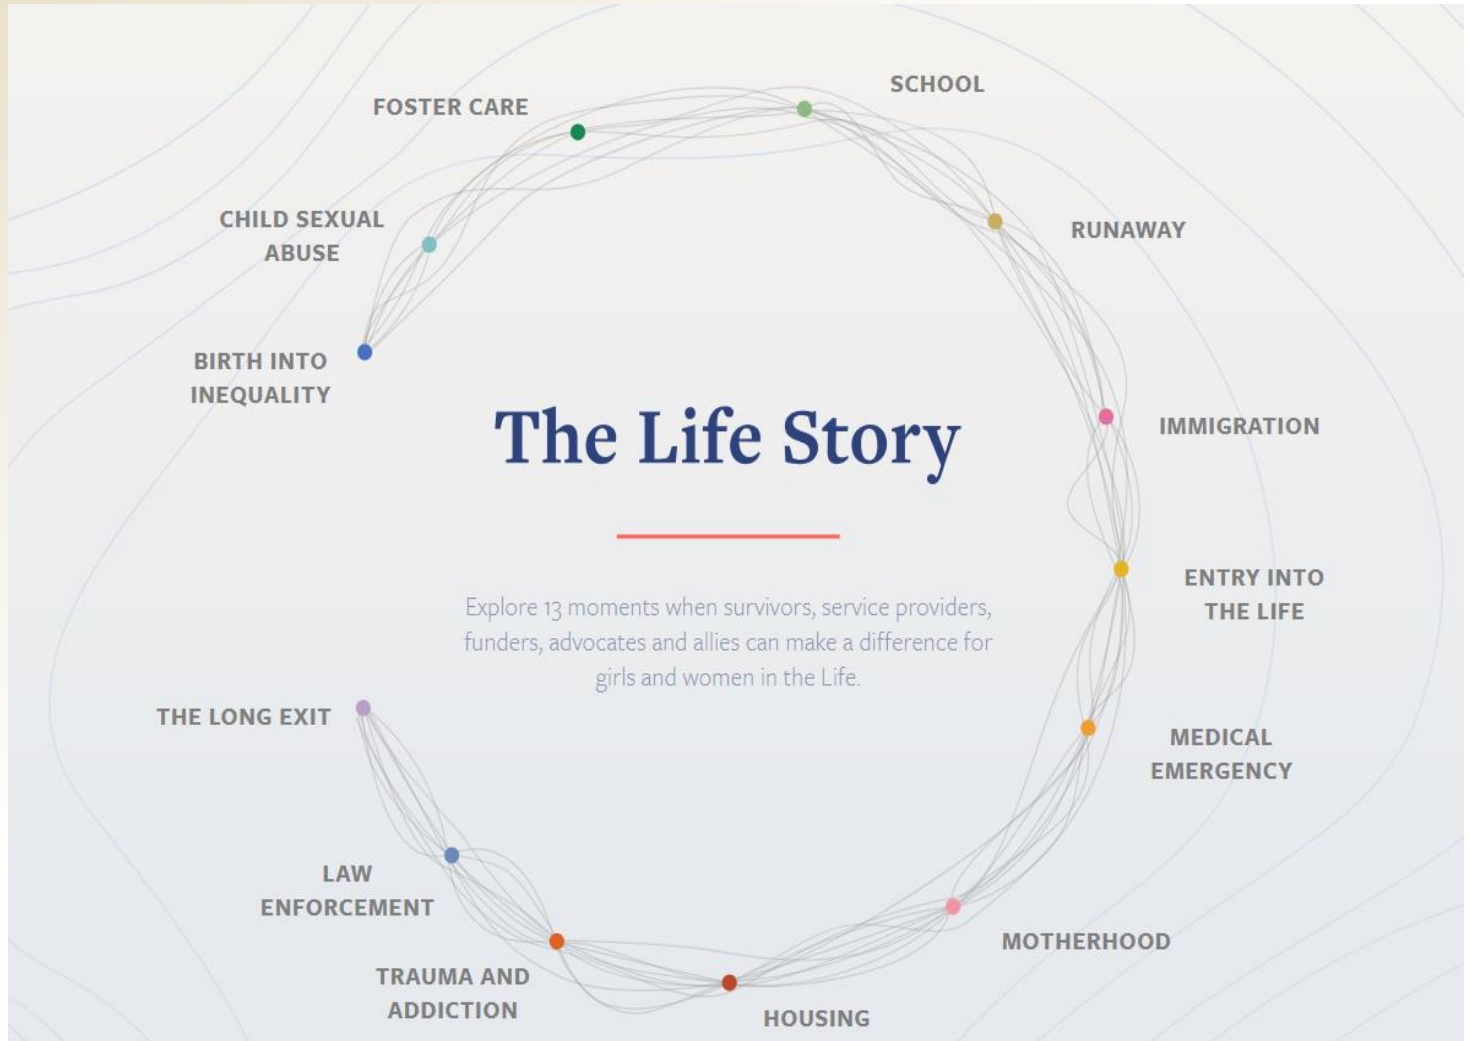 SCHOOL
FOSTER CARE
CHILD SEXUAL
ABUSE
RUNAWAY
BIRTH INTO
INEQUALITY
The Life Story
IMMIGRATION
Explore 13 moments when survivors, service providers,
funders, advocates and allies can make a difference for
girls and women in the Life.
ENTRY INTO
THE LIFE
THE LONG EXIT
MEDICAL
EMERGENCY
LAW
ENFORCEMENT
MOTHERHOOD
TRAUMA AND
ADDICTION
HOUSING